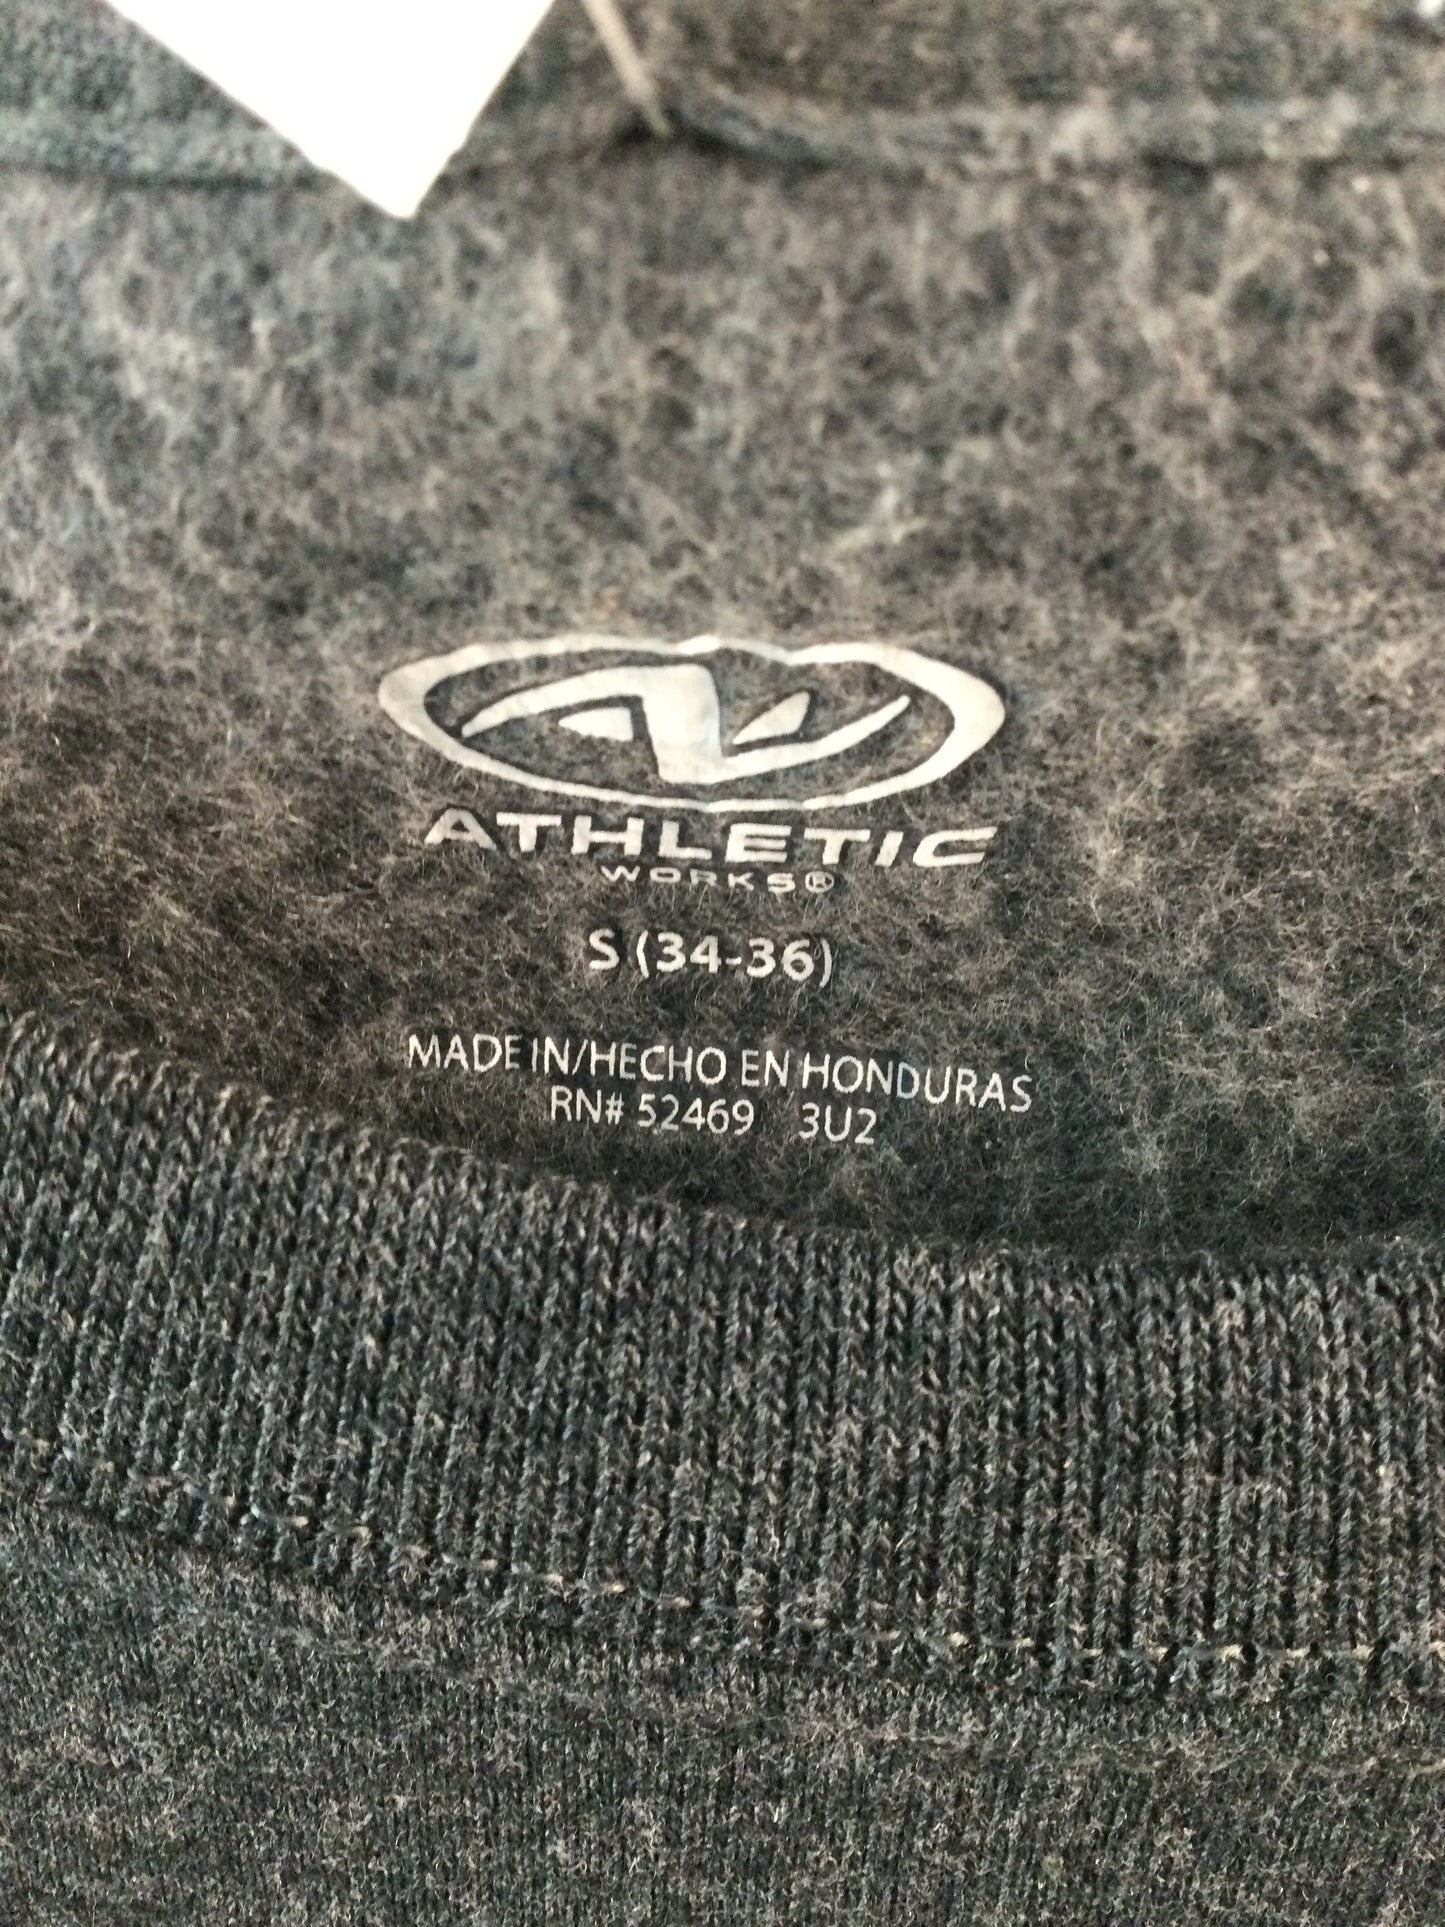 ATHLETIC
WORKS®
S (34-36)
MADE IN/HECHO EN HONDURAS
RN# 52469 3U2